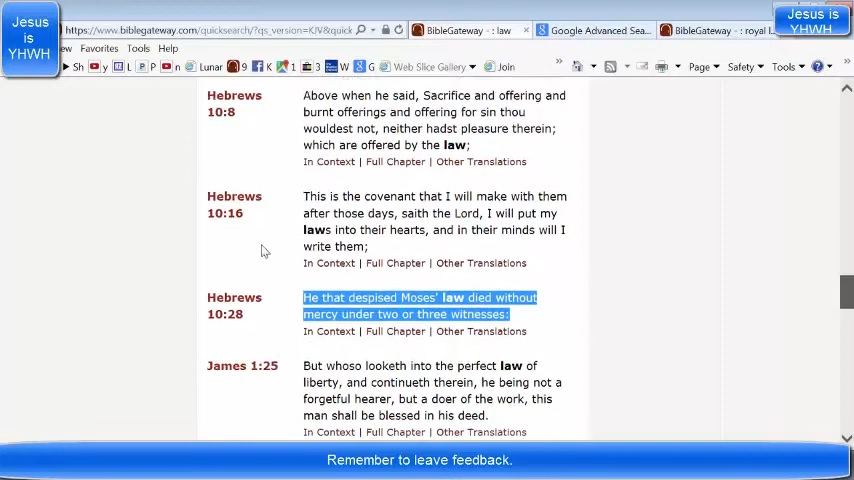 Jesus is
YHWH
https://www.biblegateway.com/quicksearch/?qs_version=KJV&quick
BibleGateway - : law
Google Advanced Sea...
BibleGateway - : royal l
Jesus is
YHWH
ew Favorites Tools Help
Sh y L P n Lunar 9 K 1 3 W G Web Slice Gallery Join
Page Safety Tools
Hebrews
10:8
Above when he said, Sacrifice and offering and
burnt offerings and offering for sin thou
wouldest not, neither hadst pleasure therein;
which are offered by the law;
In Context | Full Chapter | Other Translations
Hebrews
10:16
This is the covenant that I will make with them
after those days, saith the Lord, I will put my
laws into their hearts, and in their minds will I
write them;
In Context | Full Chapter | Other Translations
Hebrews
10:28
He that despised Moses' law died without
mercy under two or three witnesses:
In Context | Full Chapter | Other Translations
James 1:25
But whoso looketh into the perfect law of
liberty, and continueth therein, he being not a
forgetful hearer, but a doer of the work, this
man shall be blessed in his deed.
In Context | Full Chapter | Other Translations
Remember to leave feedback.